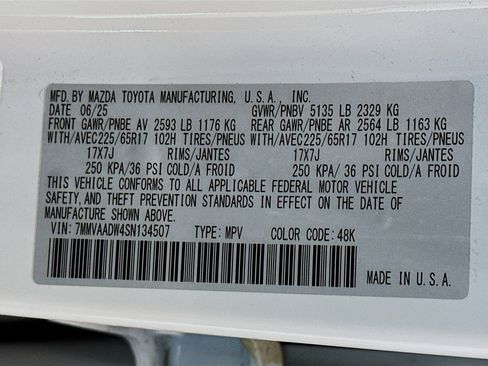 MFD. BY MAZDA TOYOTA MANUFACTURING, U.S.A., INC.
DATE 06/25 GVWR/PNBV 5135 LB 2329 KG
FRONT GAWR/PNBE AV 2593 LB 1176 KG REAR GAWR/PNBE AR 2564 LB 1163 KG
WITH/AVEC225/65R17 102H TIRES/PNEUS WITH/AVEC225/65R17 102H TIRES/PNEUS
17X7J RIMS/JANTES 17X7J RIMS/JANTES
250 KPA/36 PSI COLD/A FROID 250 KPA/ 36 PSI COLD/A FROID
THIS VEHICLE CONFORMS TO ALL APPLICABLE FEDERAL MOTOR VEHICLE
SAFETY, AND THEFT PREVENTION STANDARDS IN EFFECT ON THE DATE OF
MANUFACTURE SHOWN ABOVE.
VIN: 7MMVAADW4SN134507 TYPE: MPV COLOR CODE: 48K
MADE IN U.S.A.